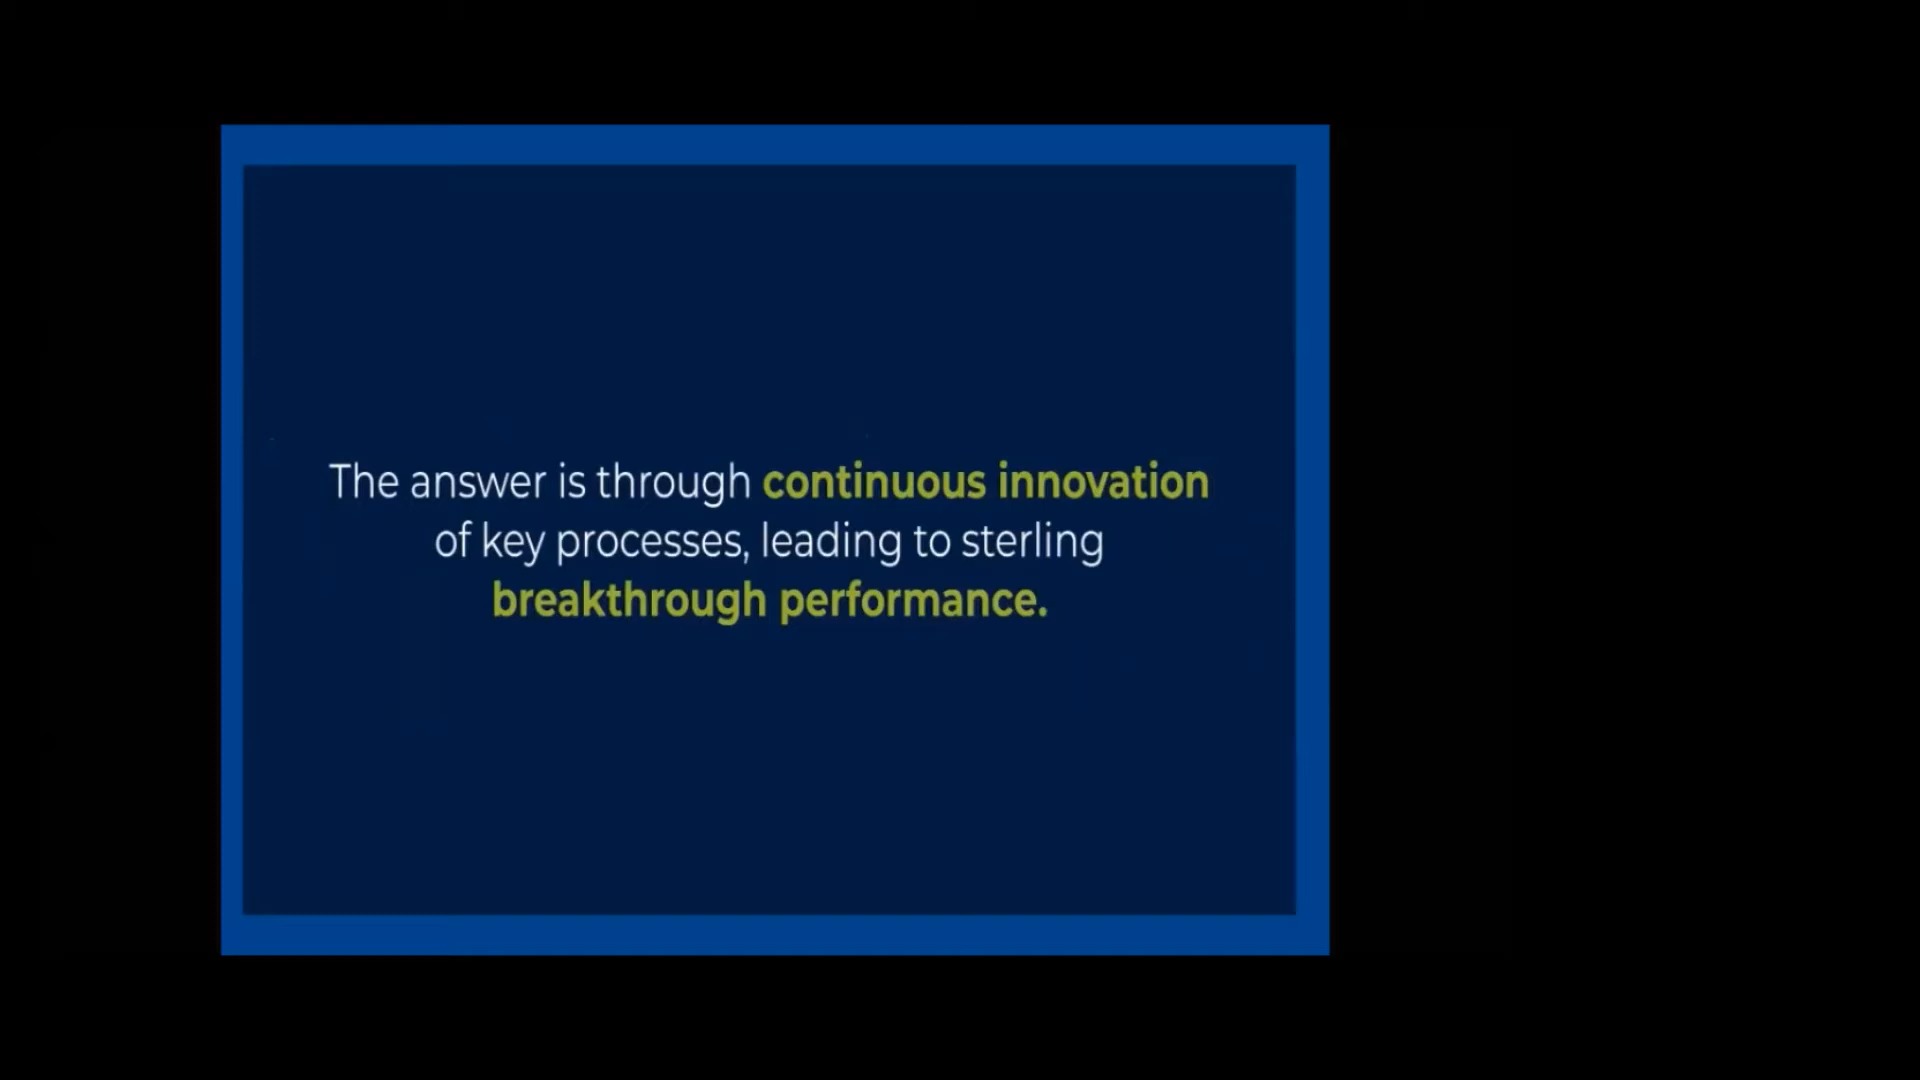 The answer is through continuous innovation
of key processes, leading to sterling
breakthrough performance.